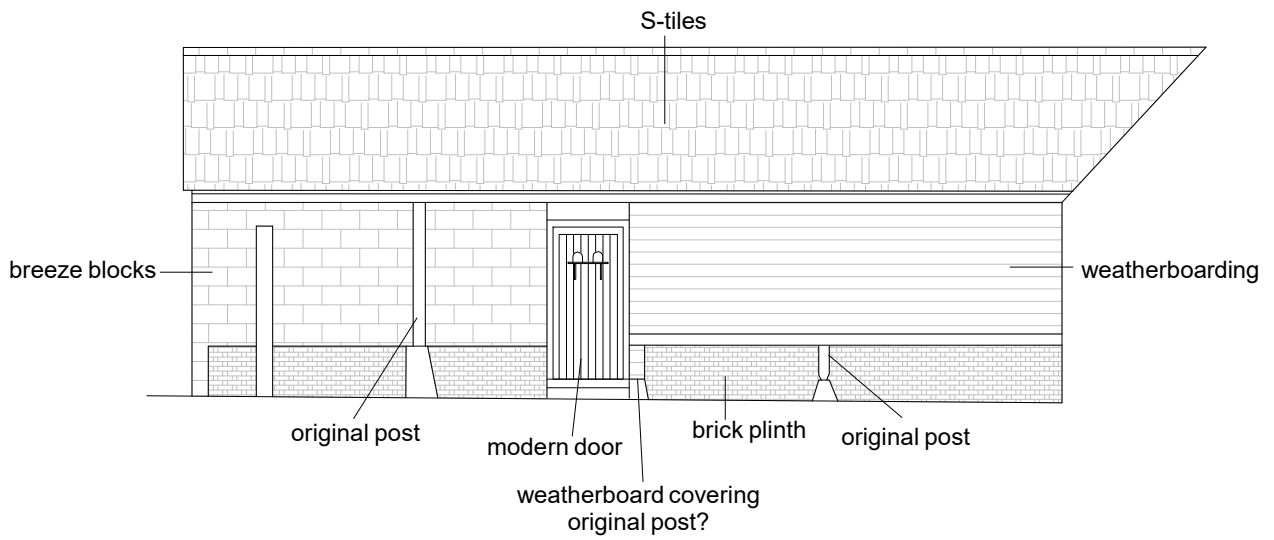 S-tiles
breeze blocks
weatherboarding
original post
modern door
brick plinth
original post
weatherboard covering
original post?